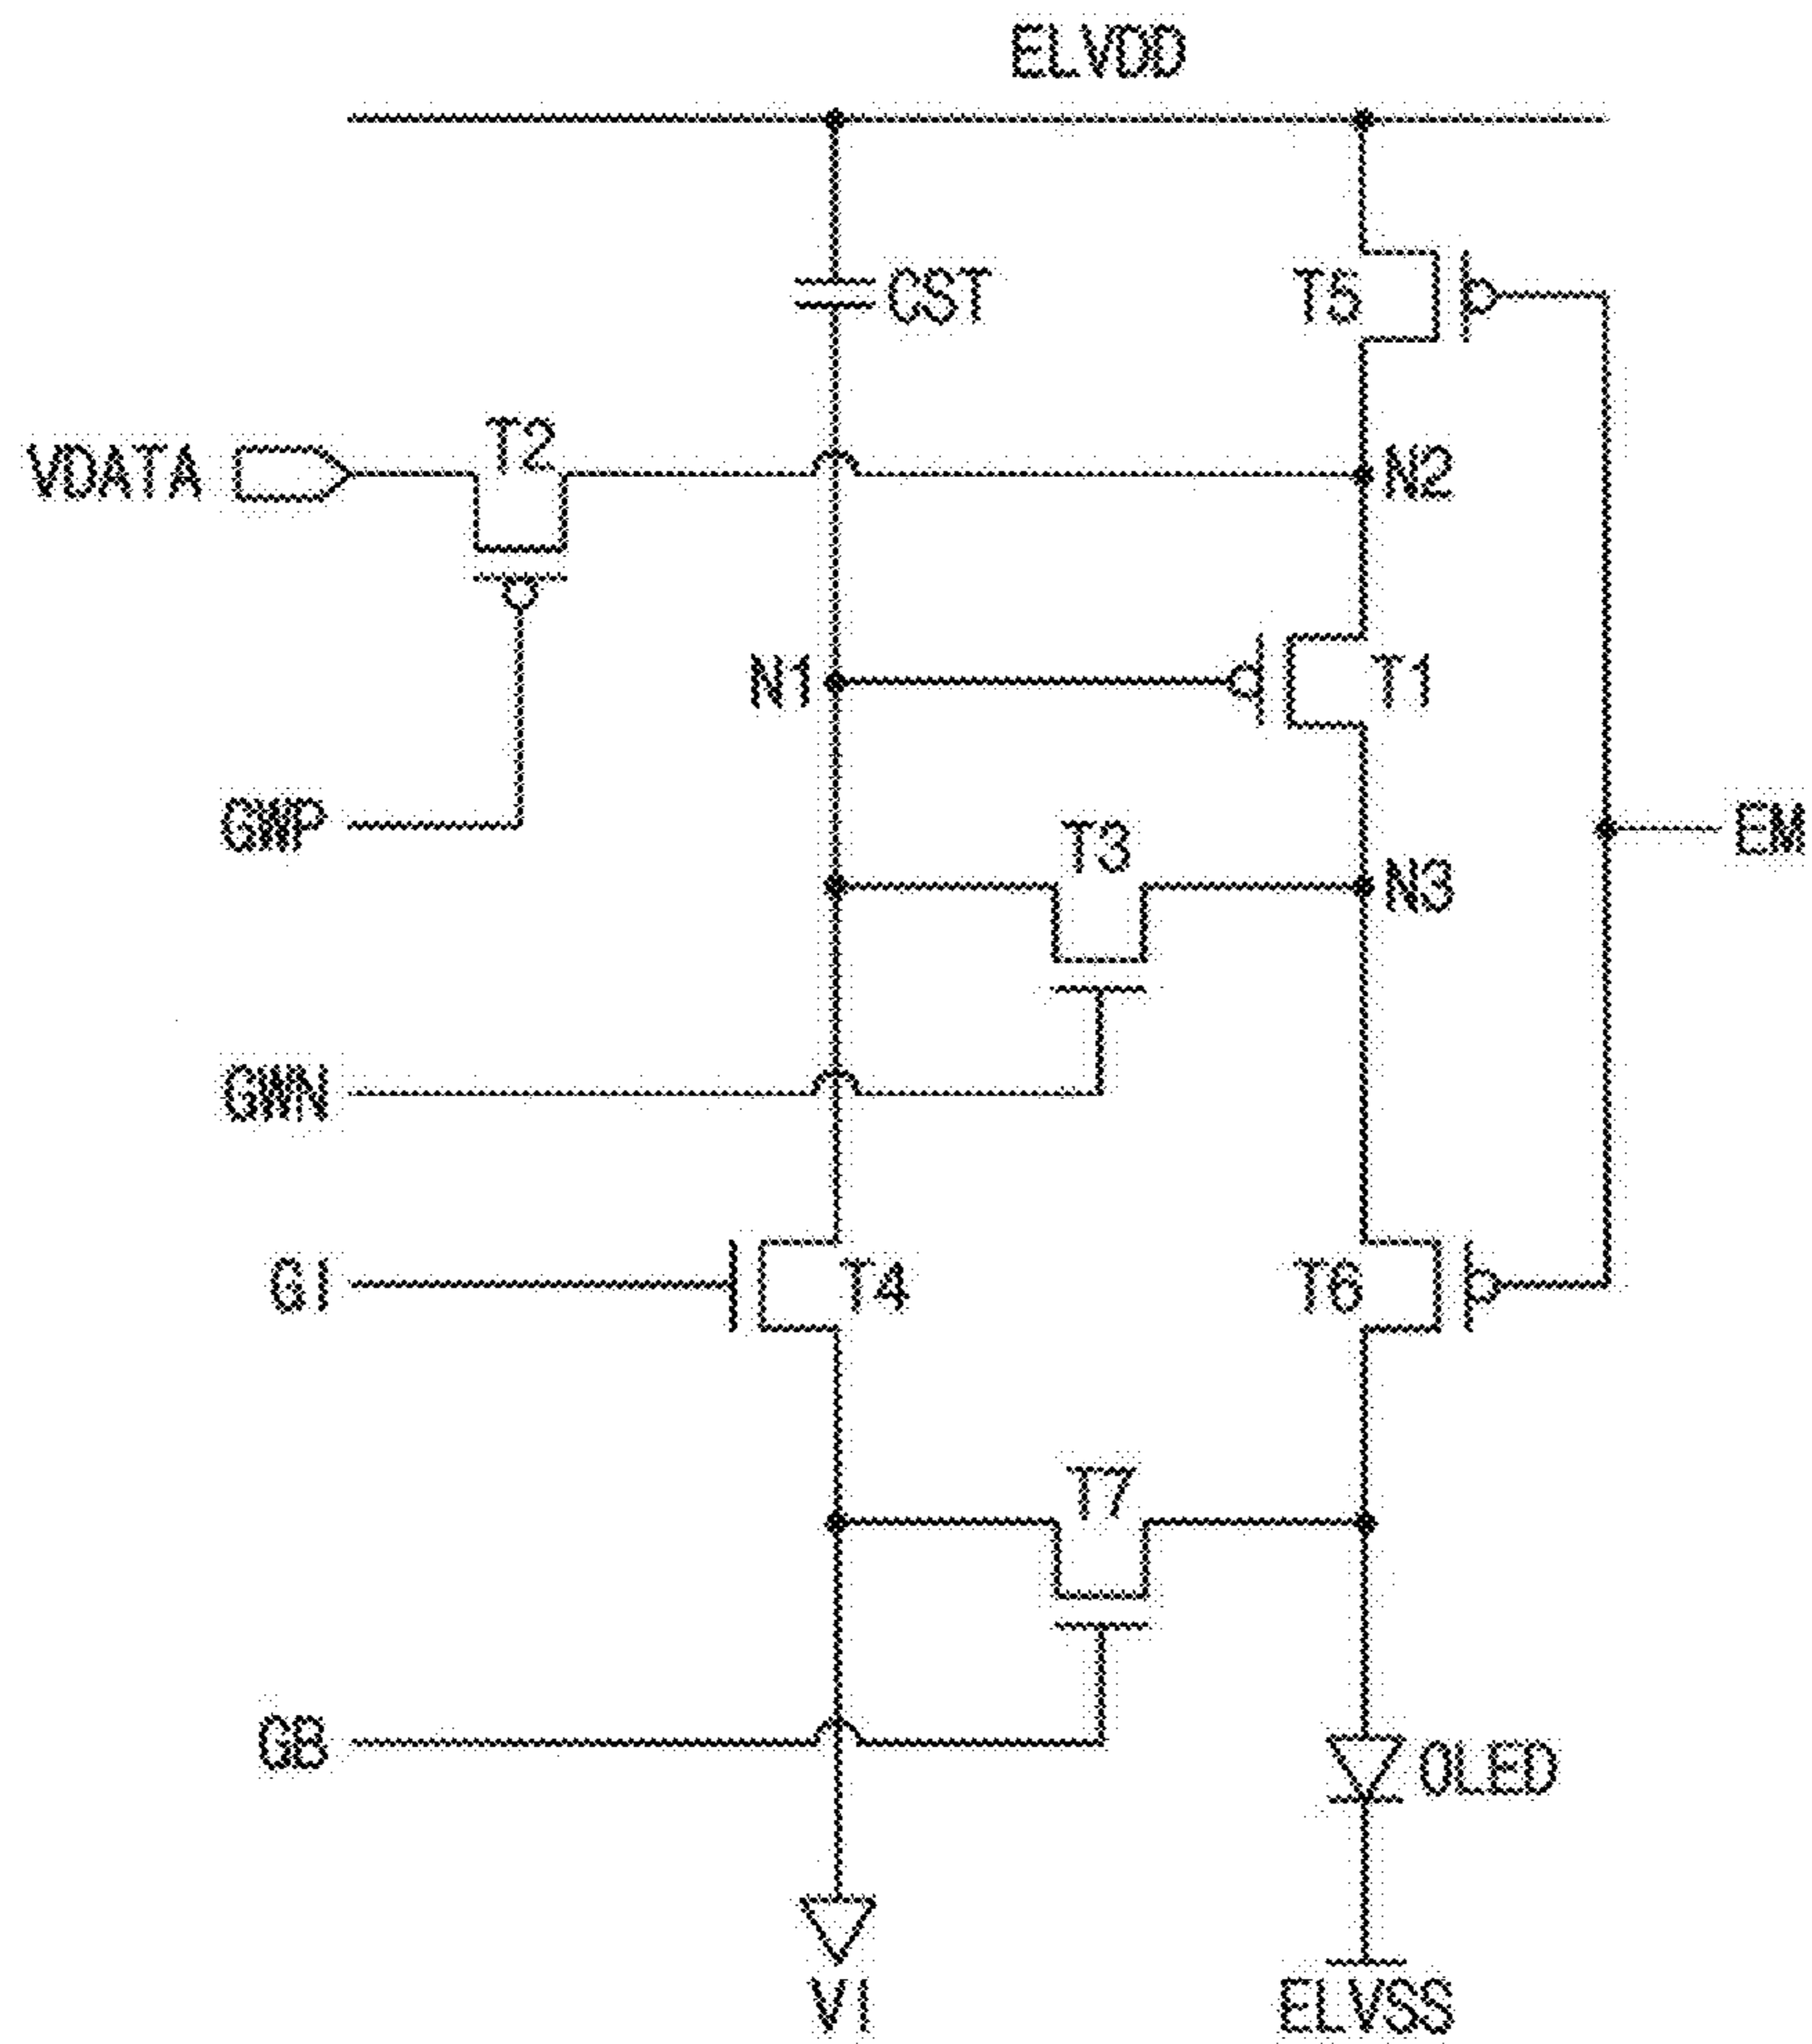 ELVDD
CST
T5
VDATA
T2
N2
N1
T1
GWP
T3
EM
N3
GWN
GI
T4
T6
T7
GB
OLED
VI
ELVSS